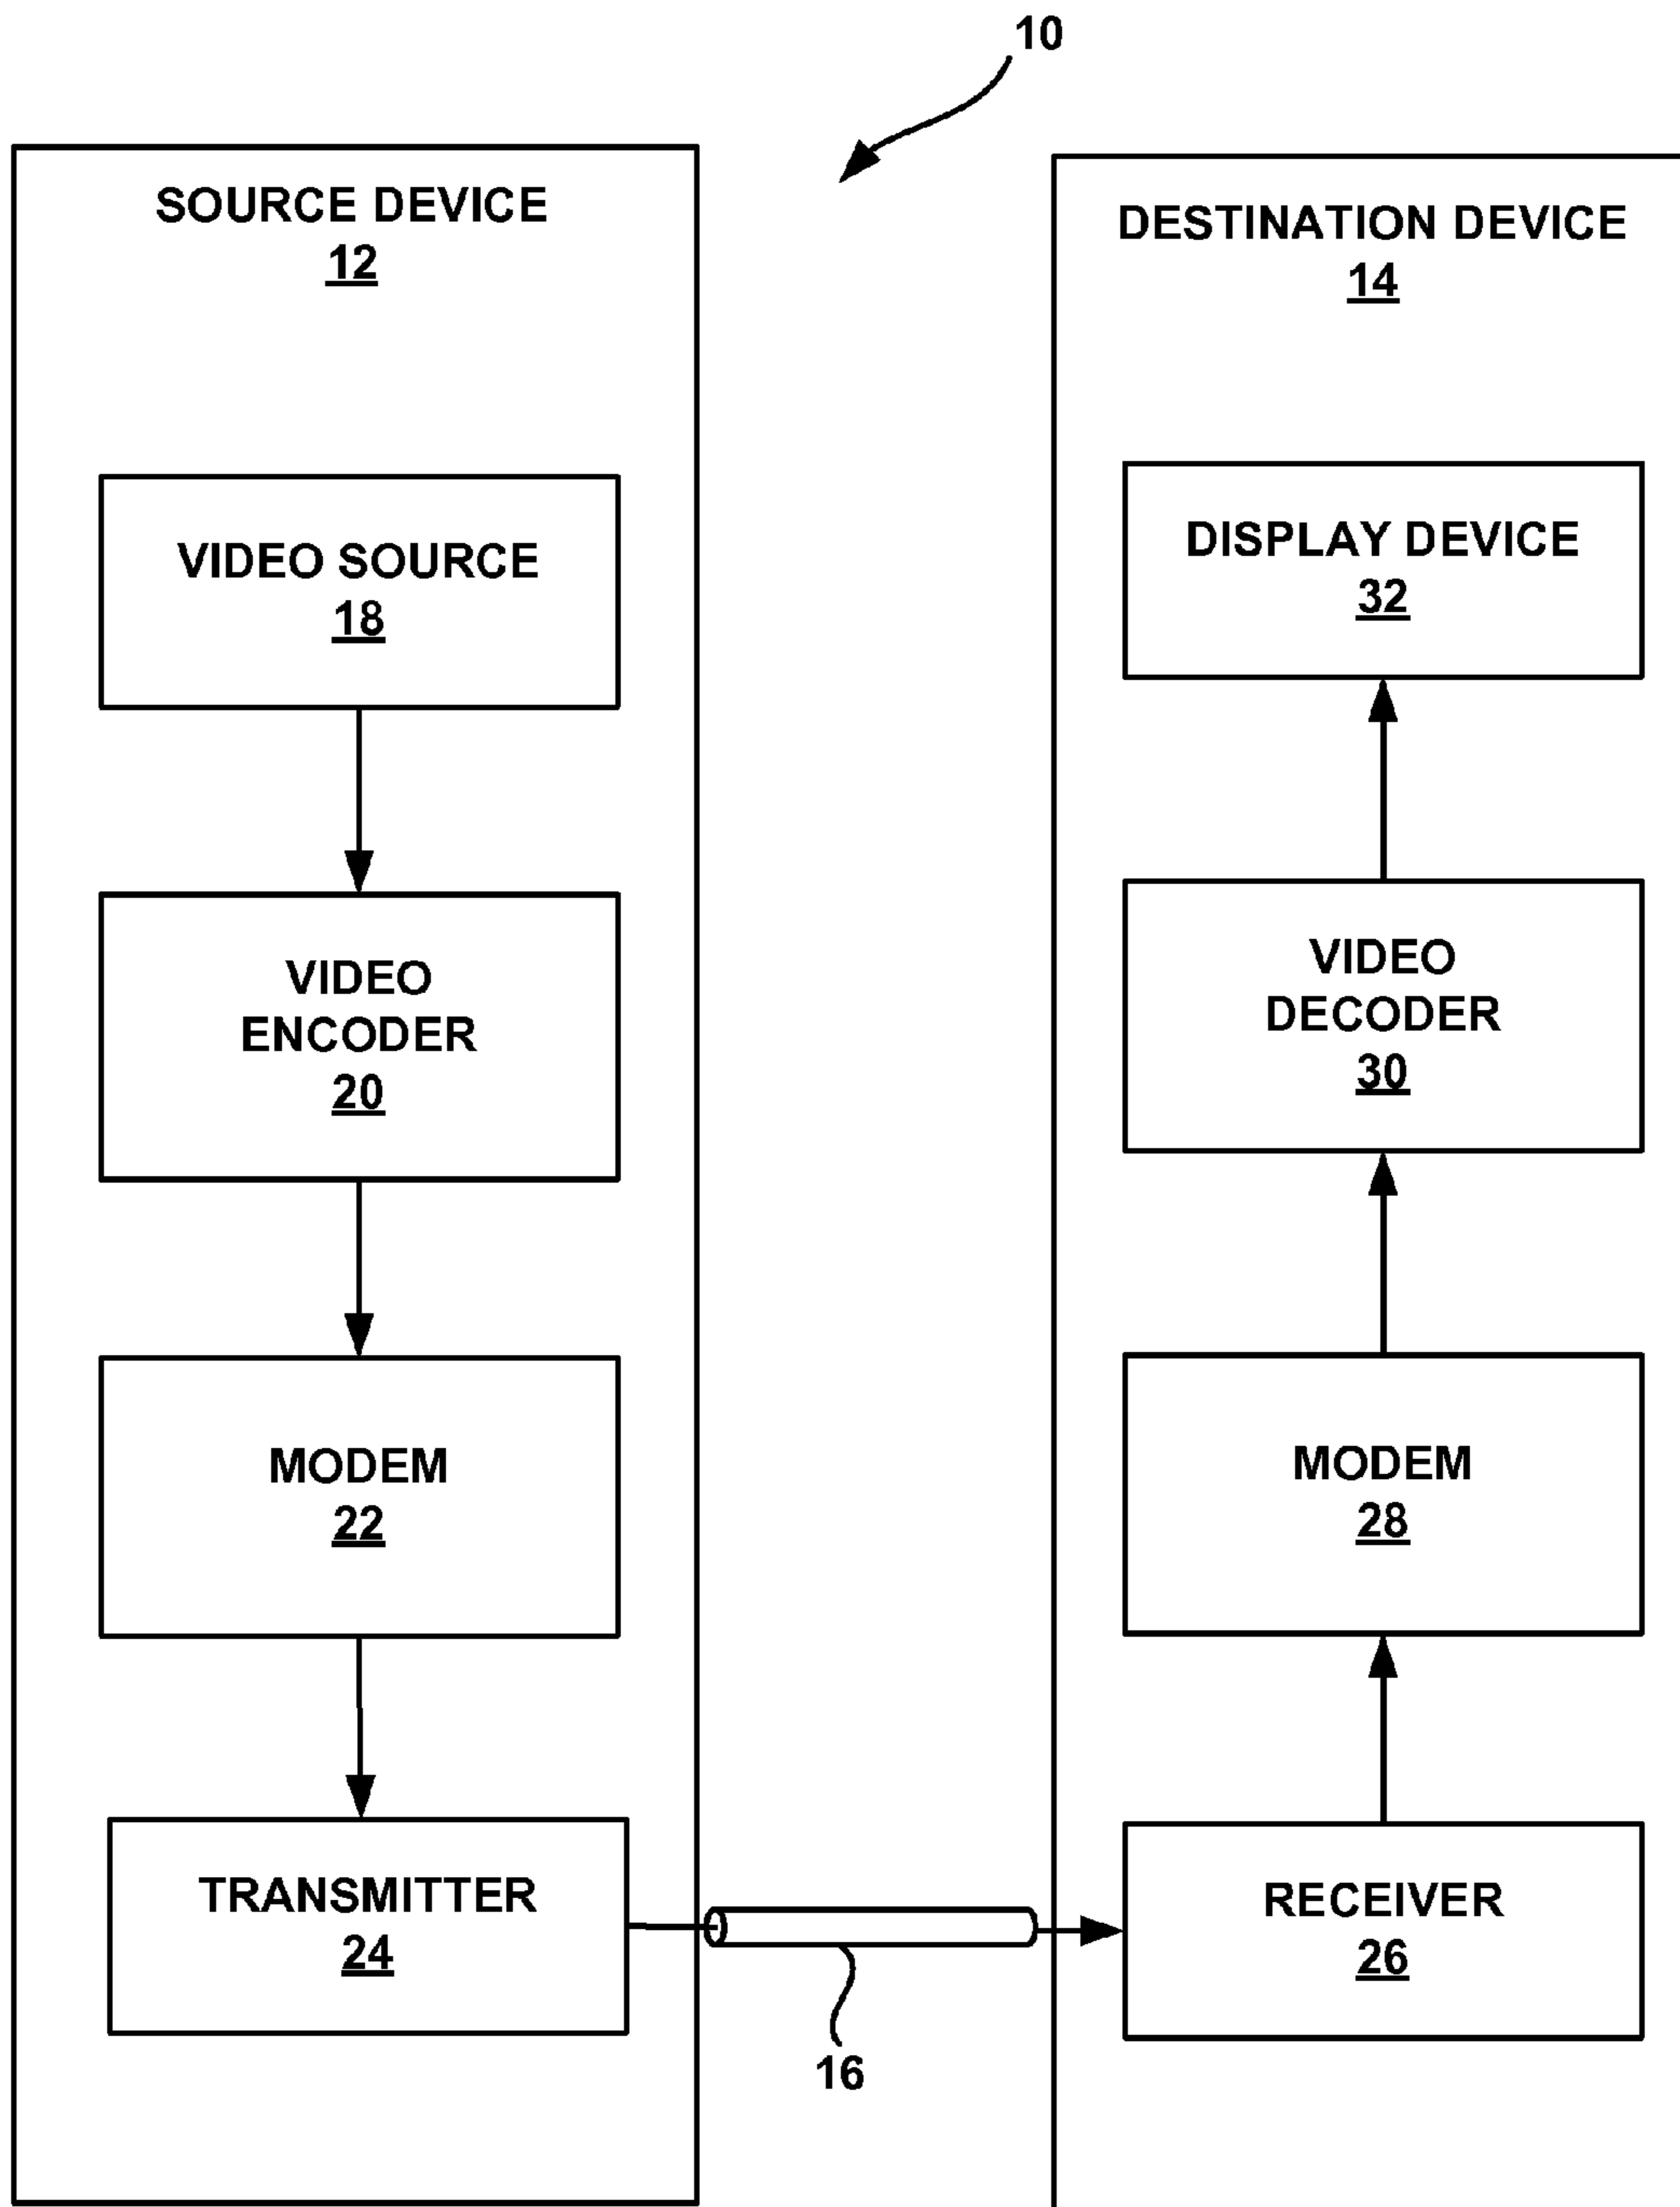 10
SOURCE DEVICE
12
VIDEO SOURCE
18
VIDEO
ENCODER
20
MODEM
22
TRANSMITTER
24
16
DESTINATION DEVICE
14
DISPLAY DEVICE
32
VIDEO
DECODER
30
MODEM
28
RECEIVER
26